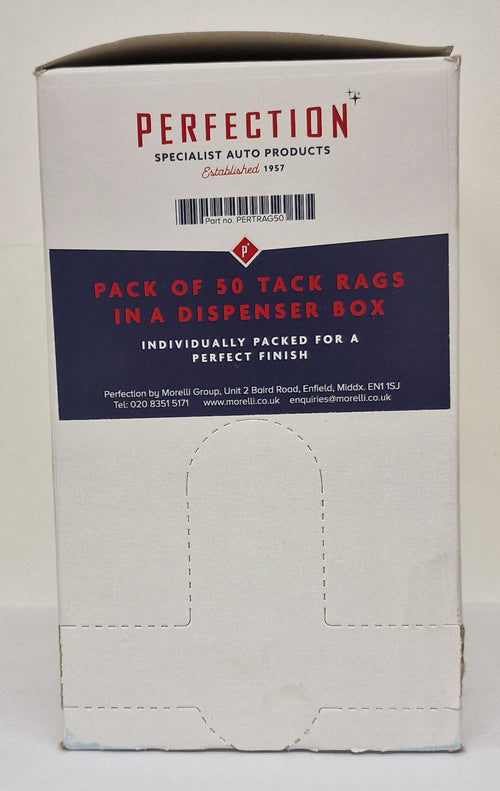 PERFECTION
SPECIALIST AUTO PRODUCTS
Established 1957
Part no. PERTRAG50
P
PACK OF 50 TACK RAGS
IN A DISPENSER BOX
INDIVIDUALLY PACKED FOR A
PERFECT FINISH
Perfection by Morelli Group, Unit 2 Baird Road, Enfield, Middx. EN1 1SJ
Tel: 020 8351 5171 www.morelli.co.uk enquiries@morelli.co.uk